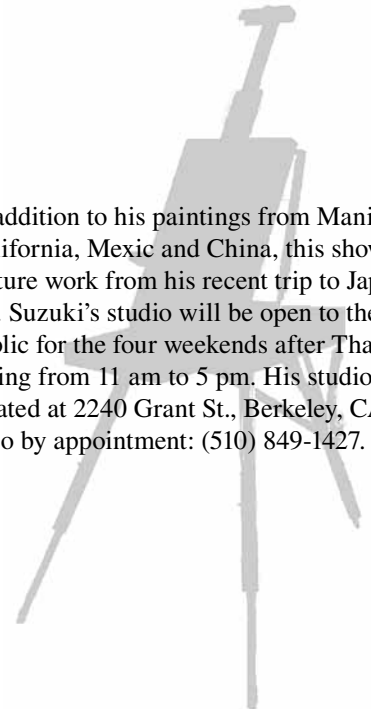 addition to his paintings from Mani
lifornia, Mexic and China, this show
ture work from his recent trip to Jap
. Suzuki’s studio will be open to the
lic for the four weekends after Tha
ing from 11 am to 5 pm. His studio
ated at 2240 Grant St., Berkeley, CA
o by appointment: (510) 849-1427.